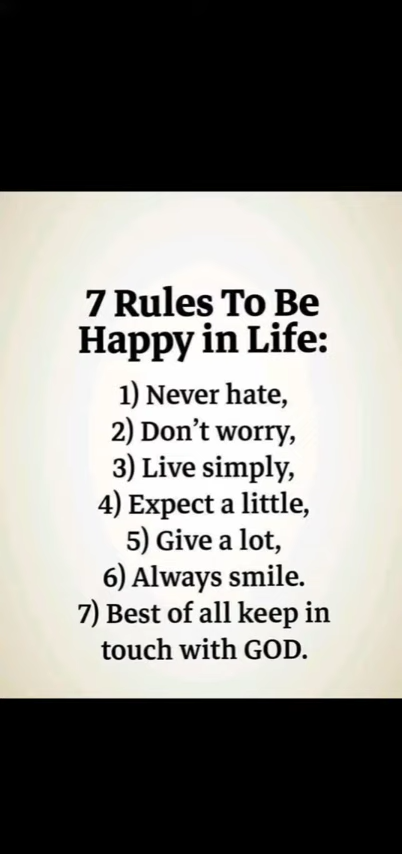 7 Rules To Be
Happy in Life:
1) Never hate,
2) Don’t worry,
3) Live simply,
4) Expect a little,
5) Give a lot,
6) Always smile.
7) Best of all keep in
touch with GOD.